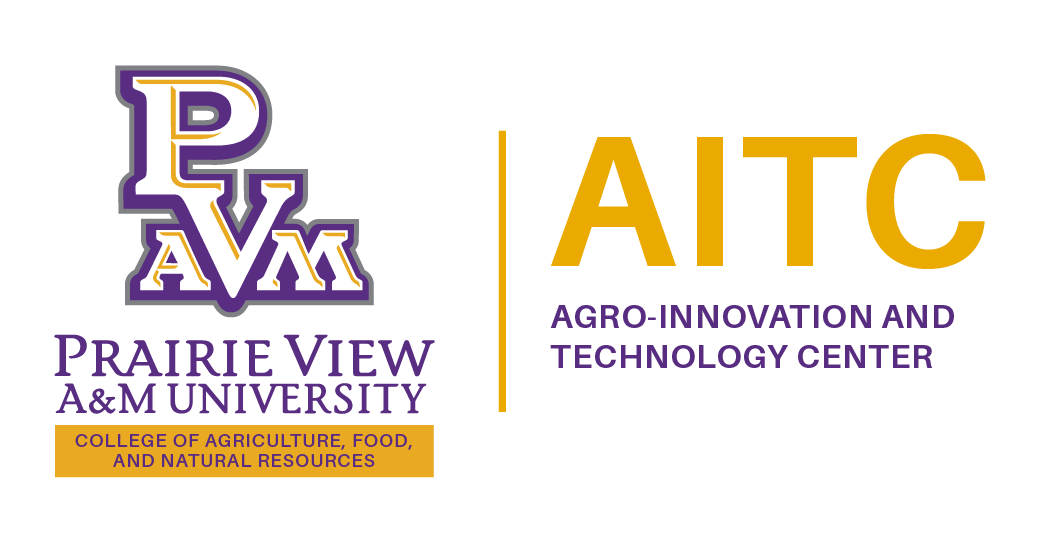 PVAM
PRAIRIE VIEW
A&M UNIVERSITY
COLLEGE OF AGRICULTURE, FOOD,
AND NATURAL RESOURCES
AITC
AGRO-INNOVATION AND
TECHNOLOGY CENTER